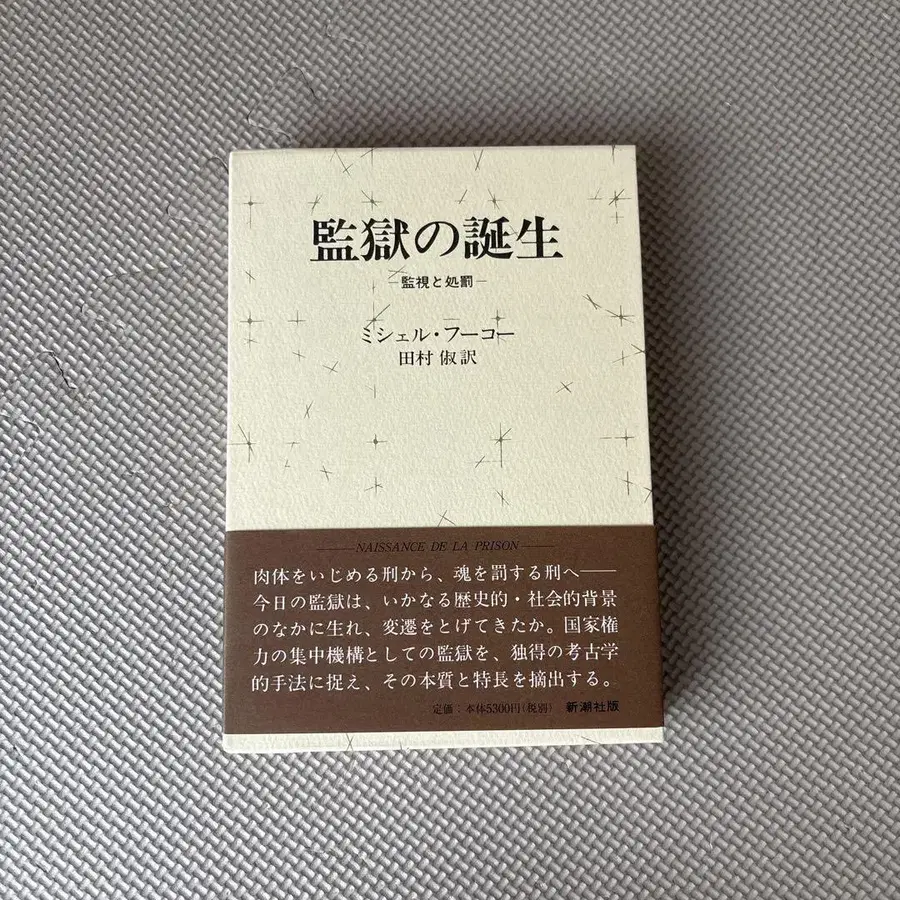 監獄の誕生
―監視と処罰―
ミシェル・フーコー
田村 俶訳
NAISSANCE DE LA PRISON
肉体をいじめる刑から、魂を罰する刑へ――
今日の監獄は、いかなる歴史的・社会的背景
のなかに生れ、変遷をとげてきたか。国家権
力の集中機構としての監獄を、独得の考古学
的手法に捉え、その本質と特長を摘出する。
定価：本体5300円（税別） 新潮社版